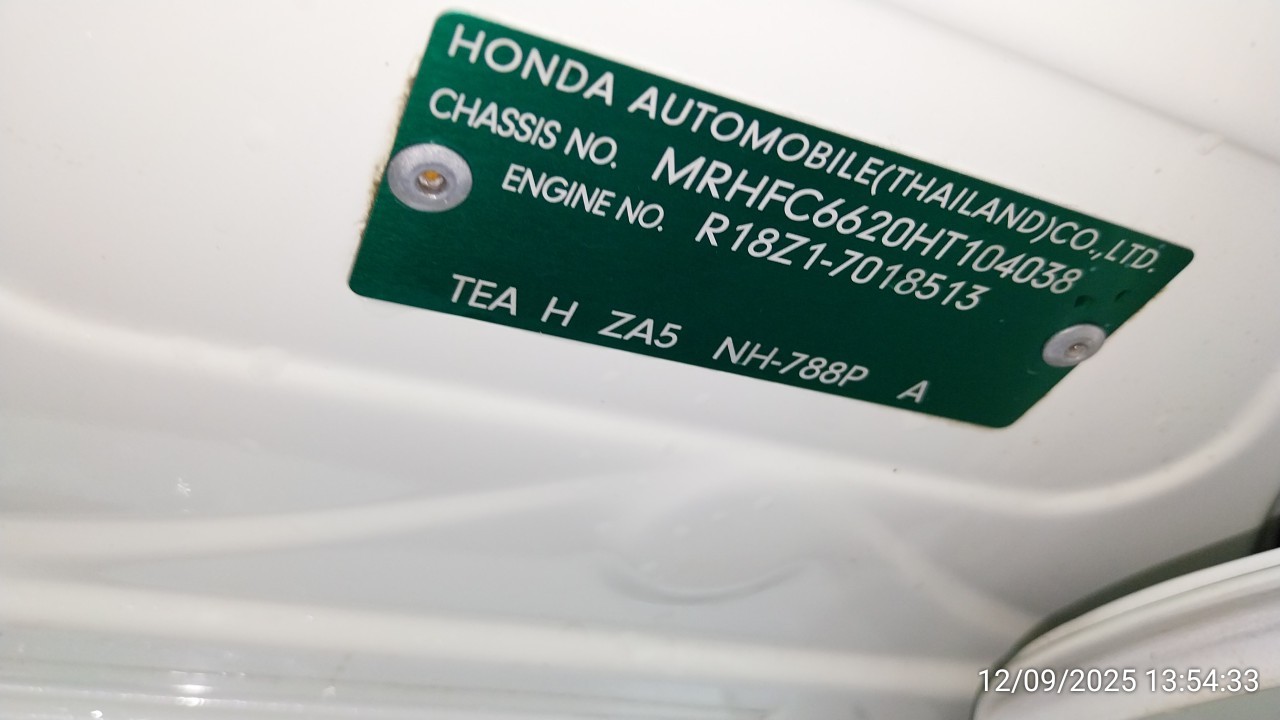 HONDA AUTOMOBILE(THAILAND)CO.,LTD.
CHASSIS NO. MRHFC6620HT104038
ENGINE NO. R18Z1-7018513
TEA H ZA5 NH-788P A
12/09/2025 13:54:33